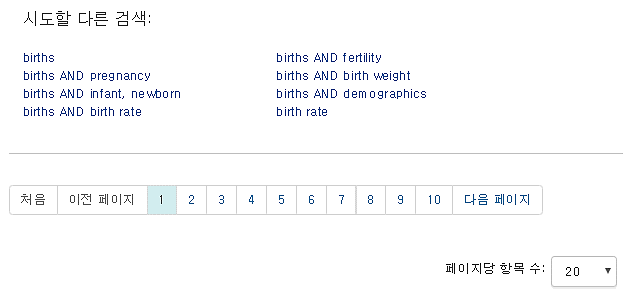 시도할 다른 검색:
births births AND fertility
births AND pregnancy births AND birth weight
births AND infant, newborn births AND demographics
births AND birth rate birth rate
처음 이전 페이지 1 2 3 4 5 6 7 8 9 10 다음 페이지
페이지당 항목 수: 20